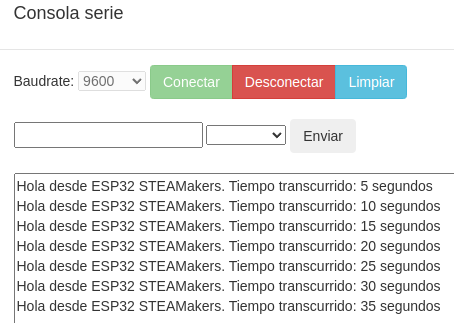 Consola serie
Baudrate: 9600 Conectar Desconectar Limpiar
Enviar
Hola desde ESP32 STEAMakers. Tiempo transcurrido: 5 segundos
Hola desde ESP32 STEAMakers. Tiempo transcurrido: 10 segundos
Hola desde ESP32 STEAMakers. Tiempo transcurrido: 15 segundos
Hola desde ESP32 STEAMakers. Tiempo transcurrido: 20 segundos
Hola desde ESP32 STEAMakers. Tiempo transcurrido: 25 segundos
Hola desde ESP32 STEAMakers. Tiempo transcurrido: 30 segundos
Hola desde ESP32 STEAMakers. Tiempo transcurrido: 35 segundos